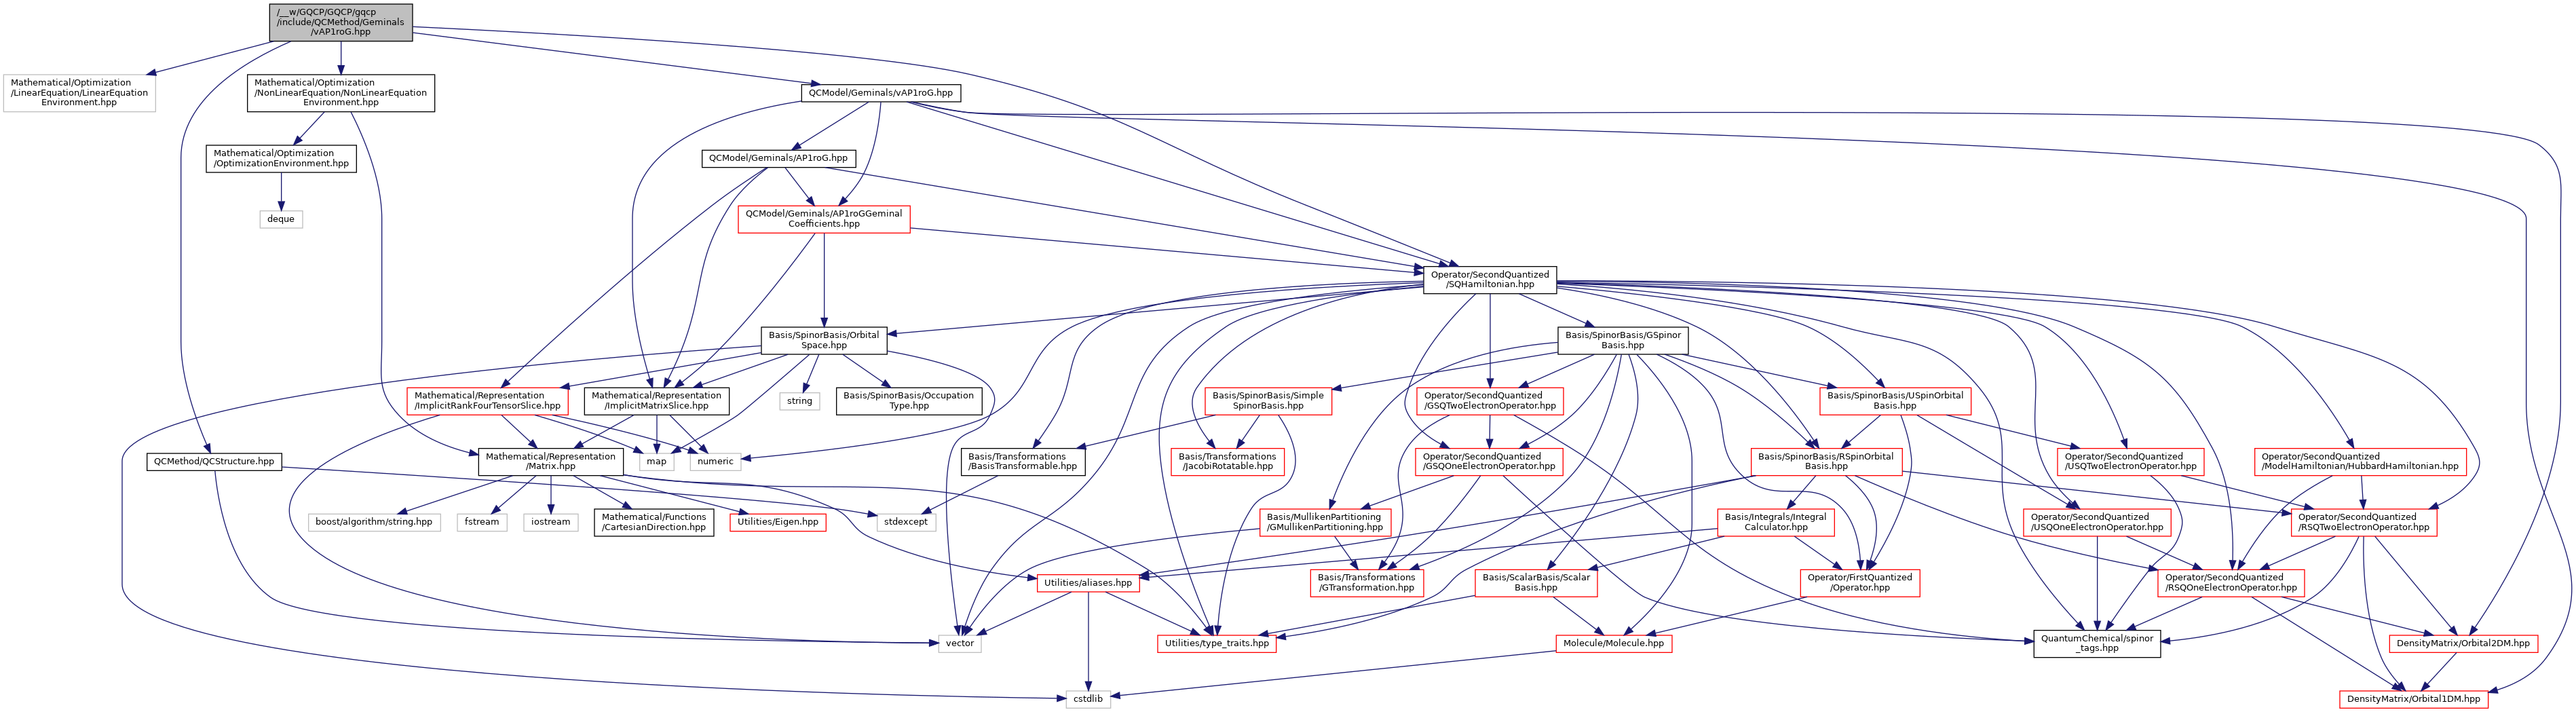 /__w/GQCP/GQCP/gqcp
/include/QCMethod/Geminals
/vAP1roG.hpp
Mathematical/Optimization
/LinearEquation/LinearEquation
Environment.hpp
Mathematical/Optimization
/NonLinearEquation/NonLinearEquation
Environment.hpp
QCModel/Geminals/vAP1roG.hpp
Mathematical/Optimization
/OptimizationEnvironment.hpp
QCModel/Geminals/AP1roG.hpp
deque
QCModel/Geminals/AP1roGGeminal
Coefficients.hpp
Operator/SecondQuantized
/SQHamiltonian.hpp
Basis/SpinorBasis/Orbital
Space.hpp
Basis/SpinorBasis/GSpinor
Basis.hpp
Mathematical/Representation
/ImplicitRankFourTensorSlice.hpp
Mathematical/Representation
/ImplicitMatrixSlice.hpp
string
Basis/SpinorBasis/Occupation
Type.hpp
Basis/SpinorBasis/Simple
SpinorBasis.hpp
Operator/SecondQuantized
/GSQTwoElectronOperator.hpp
Basis/SpinorBasis/USpinOrbital
Basis.hpp
QCMethod/QCStructure.hpp
Mathematical/Representation
/Matrix.hpp
map
numeric
Basis/Transformations
/BasisTransformable.hpp
Basis/Transformations
/JacobiRotatable.hpp
Operator/SecondQuantized
/GSQOneElectronOperator.hpp
Basis/SpinorBasis/RSpinOrbital
Basis.hpp
Operator/SecondQuantized
/USQTwoElectronOperator.hpp
Operator/SecondQuantized
/ModelHamiltonian/HubbardHamiltonian.hpp
boost/algorithm/string.hpp
fstream
iostream
Mathematical/Functions
/CartesianDirection.hpp
Utilities/Eigen.hpp
stdexcept
Basis/MullikenPartitioning
/GMullikenPartitioning.hpp
Basis/Integrals/Integral
Calculator.hpp
Operator/SecondQuantized
/USQOneElectronOperator.hpp
Operator/SecondQuantized
/RSQTwoElectronOperator.hpp
Utilities/aliases.hpp
Basis/Transformations
/GTransformation.hpp
Basis/ScalarBasis/Scalar
Basis.hpp
Operator/FirstQuantized
/Operator.hpp
Operator/SecondQuantized
/RSQOneElectronOperator.hpp
vector
Utilities/type_traits.hpp
Molecule/Molecule.hpp
QuantumChemical/spinor
_tags.hpp
DensityMatrix/Orbital2DM.hpp
cstdlib
DensityMatrix/Orbital1DM.hpp